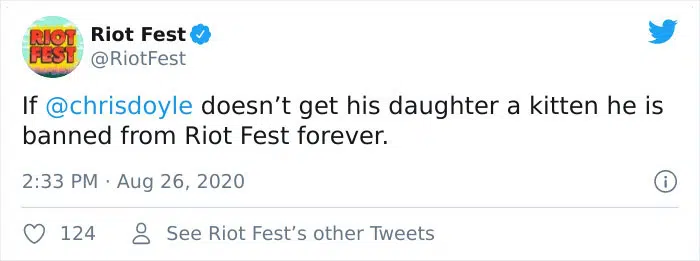 RIOT
FEST
Riot Fest
@RiotFest
If @chrisdoyle doesn’t get his daughter a kitten he is
banned from Riot Fest forever.
2:33 PM · Aug 26, 2020
124 See Riot Fest’s other Tweets